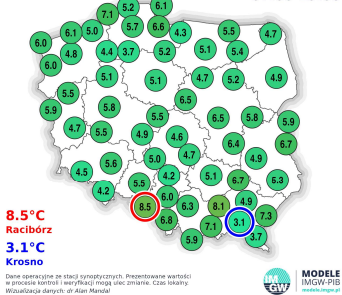 5.2 6.1
7.1
6.1 5.0 5.7 6.6 4.3 5.5 4.7
6.0
4.8 4.4 3.7 5.2 5.1 5.4
6.0
5.1 5.1 4.7 5.2 4.9
5.5 6.5
5.9 5.8 5.5 6.5 5.8 5.9
4.7 5.5 4.9 4.6 6.4 6.7
5.6 5.0 4.7 4.9
4.5 4.2 5.1
4.2 5.5 6.7 6.3
6.0
8.5 6.3 8.1 4.9
6.8 7.1 3.1 7.3
5.9 3.7
8.5°C
Racibórz
3.1°C
Krosno
Dane operacyjne ze stacji synoptycznych. Prezentowane wartości
w procesie kontroli i weryfikacji mogą ulec zmianie. Czas lokalny.
Wizualizacja danych: dr Alan Mandal
IM
GW
MODELE
IMGW-PIB
modele.imgw.pl